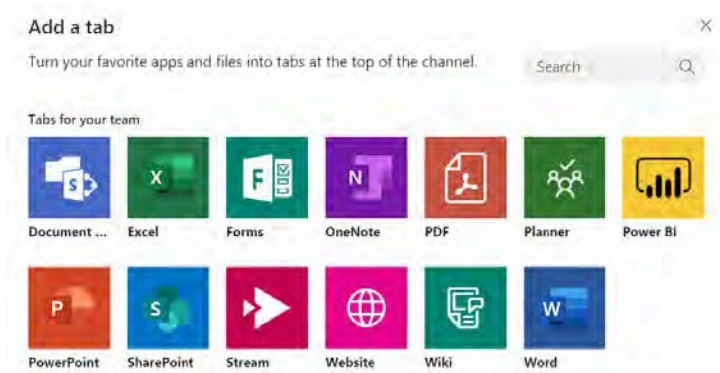 Add a tab
Turn your favorite apps and files into tabs at the top of the channel.
Search
Tabs for your team
Document ... Excel Forms OneNote PDF Planner Power BI
PowerPoint SharePoint Stream Website Wiki Word